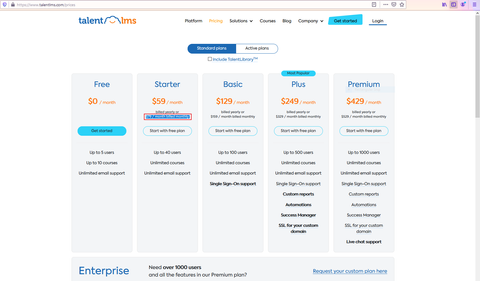 https://www.talentlms.com/prices
talentlms
Platform
Pricing
Solutions
Courses
Blog
Company
Get started
Login
Standard plans
Active plans
Include TalentLibrary™
Most Popular
Free
$0 / month
Get started
Up to 5 users
Up to 10 courses
Unlimited email support
Starter
$59 / month
billed yearly or
/ month billed monthly
Start with free plan
Up to 40 users
Unlimited courses
Unlimited email support
Basic
$129 / month
billed yearly or
/ month billed monthly
Start with free plan
Up to 100 users
Unlimited courses
Unlimited email support
Single Sign-On support
Plus
$249 / month
billed yearly or
/ month billed monthly
Start with free plan
Up to 500 users
Unlimited courses
Unlimited email support
Single Sign-On support
Custom reports
Automations
Success Manager
SSL for your custom
domain
Premium
$429 / month
billed yearly or
/ month billed monthly
Start with free plan
Up to 1000 users
Unlimited courses
Unlimited email support
Single Sign-On support
Custom reports
Automations
Success Manager
SSL for your custom
domain
Live chat support
Enterprise
Need over 1000 users
and all the features in our Premium plan?
Request your custom plan here